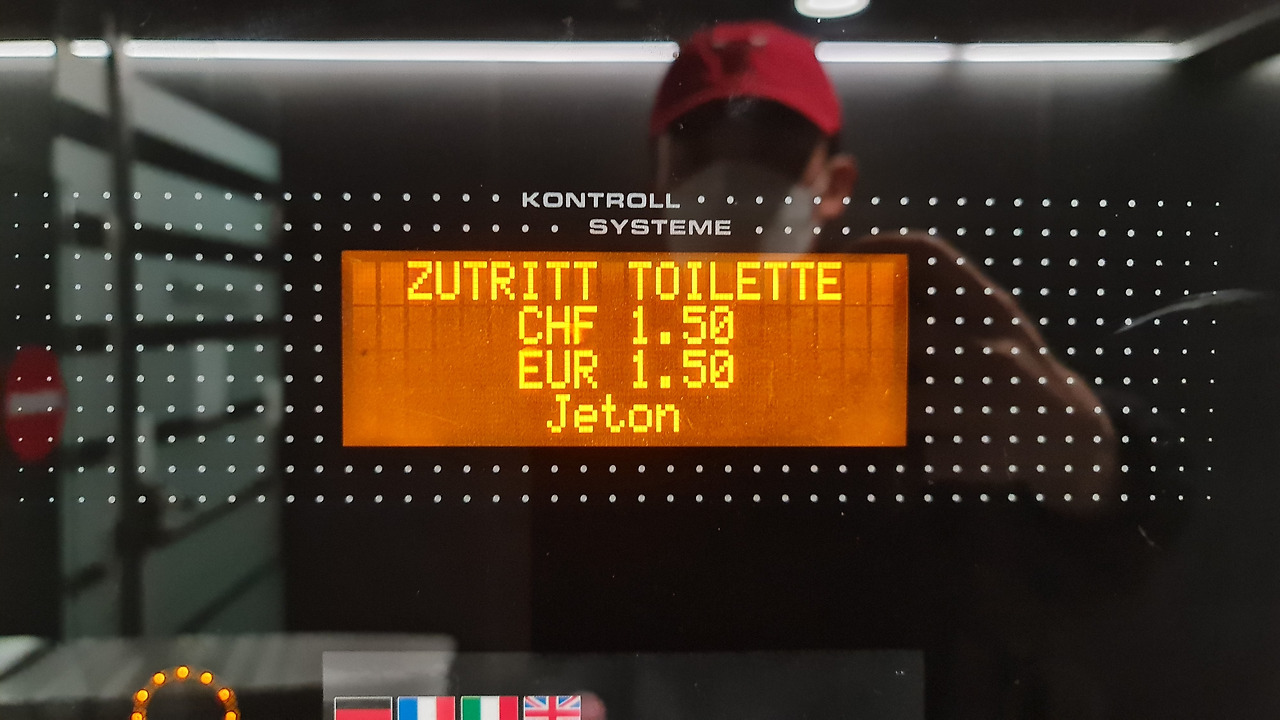 KONTROLL
SYSTEME
ZUTRITT TOILETTE
CHF 1.50
EUR 1.50
Jeton